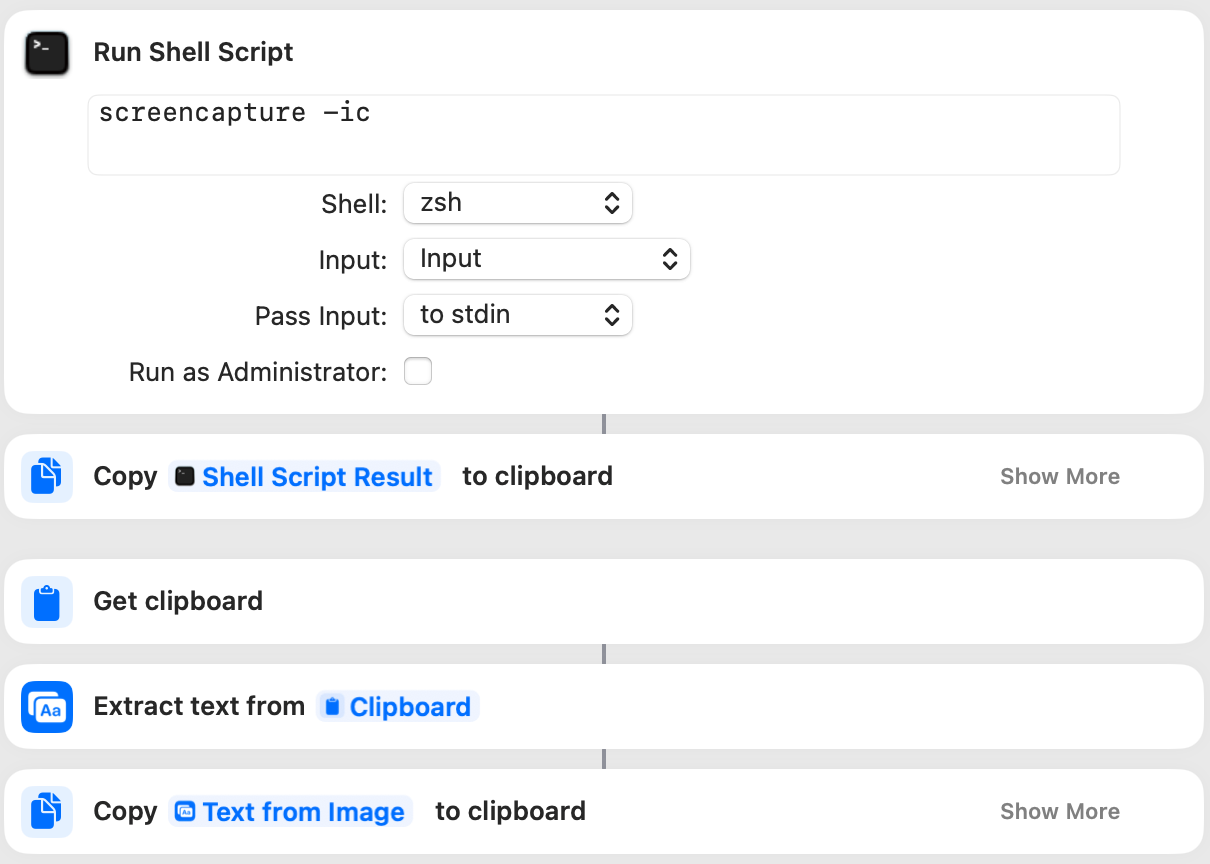 Run Shell Script
screencapture -ic
Shell: zsh
Input: Input
Pass Input: to stdin
Run as Administrator:
Copy Shell Script Result to clipboard Show More
Get clipboard
Extract text from Clipboard
Copy Text from Image to clipboard Show More